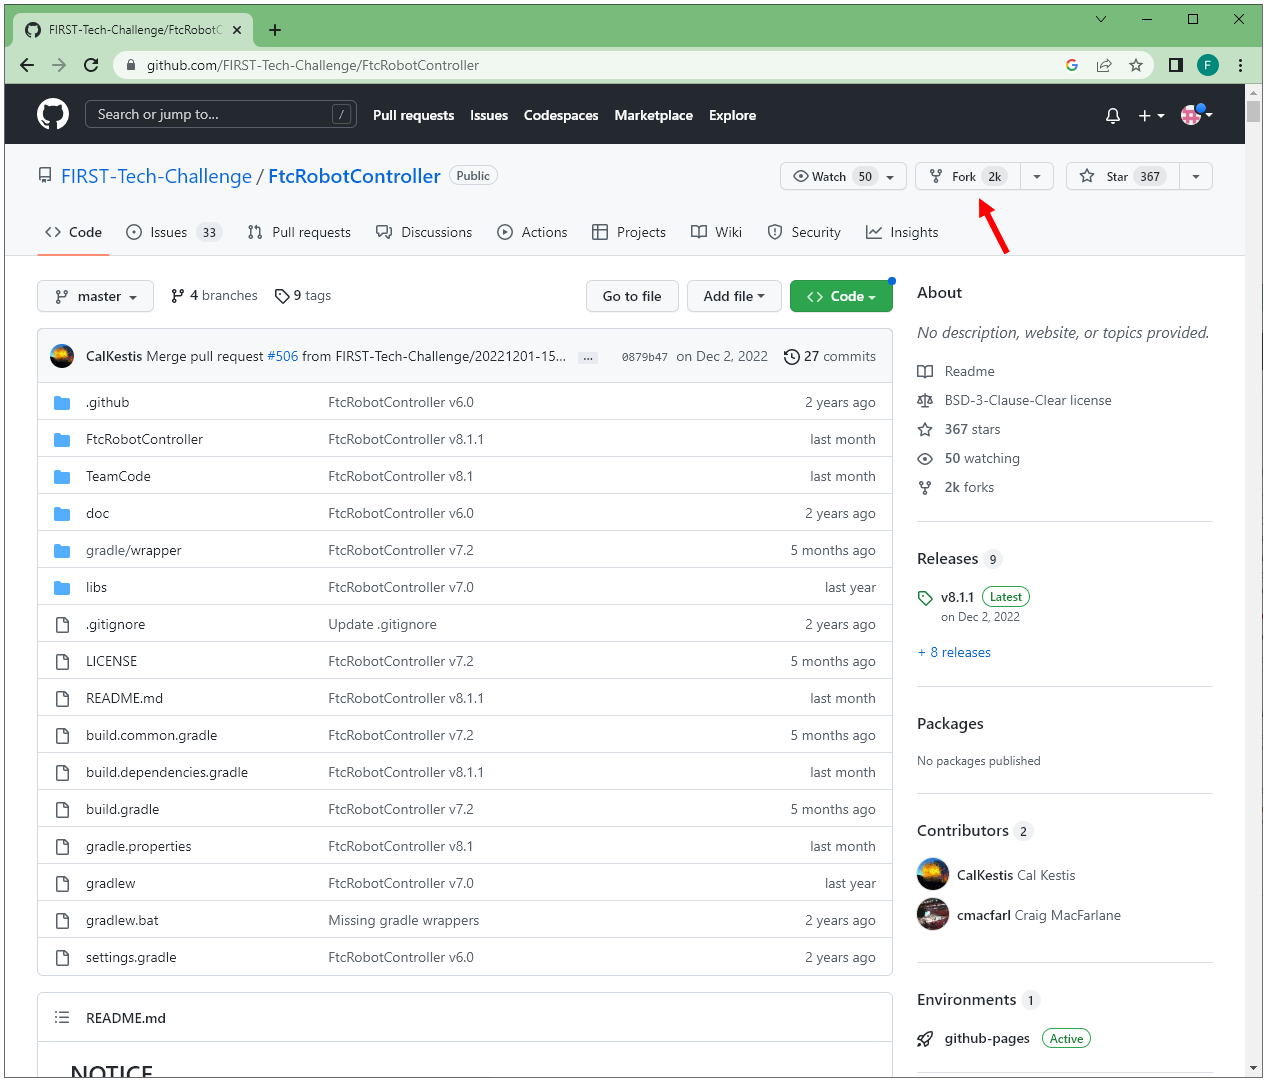 FIRST-Tech-Challenge/FtcRobotC
github.com/FIRST-Tech-Challenge/FtcRobotController
F
Search or jump to... /
Pull requests Issues Codespaces Marketplace Explore
FIRST-Tech-Challenge / FtcRobotController Public
Watch 50 Fork 2k Star 367
Code Issues 33 Pull requests Discussions Actions Projects Wiki Security Insights
master 4 branches 9 tags Go to file Add file Code
CalKestis Merge pull request #506 from FIRST-Tech-Challenge/20221201-15... ... 0879b47 on Dec 2, 2022 27 commits
.github FtcRobotController v6.0 2 years ago
FtcRobotController FtcRobotController v8.1.1 last month
TeamCode FtcRobotController v8.1 last month
doc FtcRobotController v6.0 2 years ago
gradle/wrapper FtcRobotController v7.2 5 months ago
libs FtcRobotController v7.0 last year
.gitignore Update .gitignore 2 years ago
LICENSE FtcRobotController v7.2 5 months ago
README.md FtcRobotController v8.1.1 last month
build.common.gradle FtcRobotController v7.2 5 months ago
build.dependencies.gradle FtcRobotController v8.1.1 last month
build.gradle FtcRobotController v7.2 5 months ago
gradle.properties FtcRobotController v8.1 last month
gradlew FtcRobotController v7.0 last year
gradlew.bat Missing gradle wrappers 2 years ago
settings.gradle FtcRobotController v6.0 2 years ago
README.md
NOTICE
About
No description, website, or topics provided.
Readme
BSD-3-Clause-Clear license
367 stars
50 watching
2k forks
Releases 9
v8.1.1 Latest
on Dec 2, 2022
+ 8 releases
Packages
No packages published
Contributors 2
CalKestis Cal Kestis
cmacfarl Craig MacFarlane
Environments 1
github-pages Active